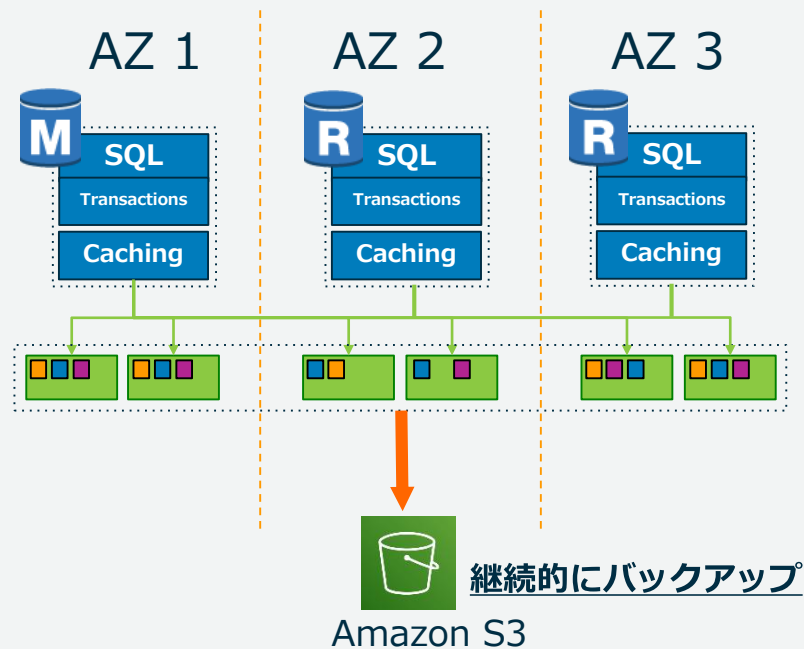 AZ 1
AZ 2
AZ 3
M
SQL
Transactions
Caching
R
SQL
Transactions
Caching
R
SQL
Transactions
Caching
継続的にバックアップ
Amazon S3